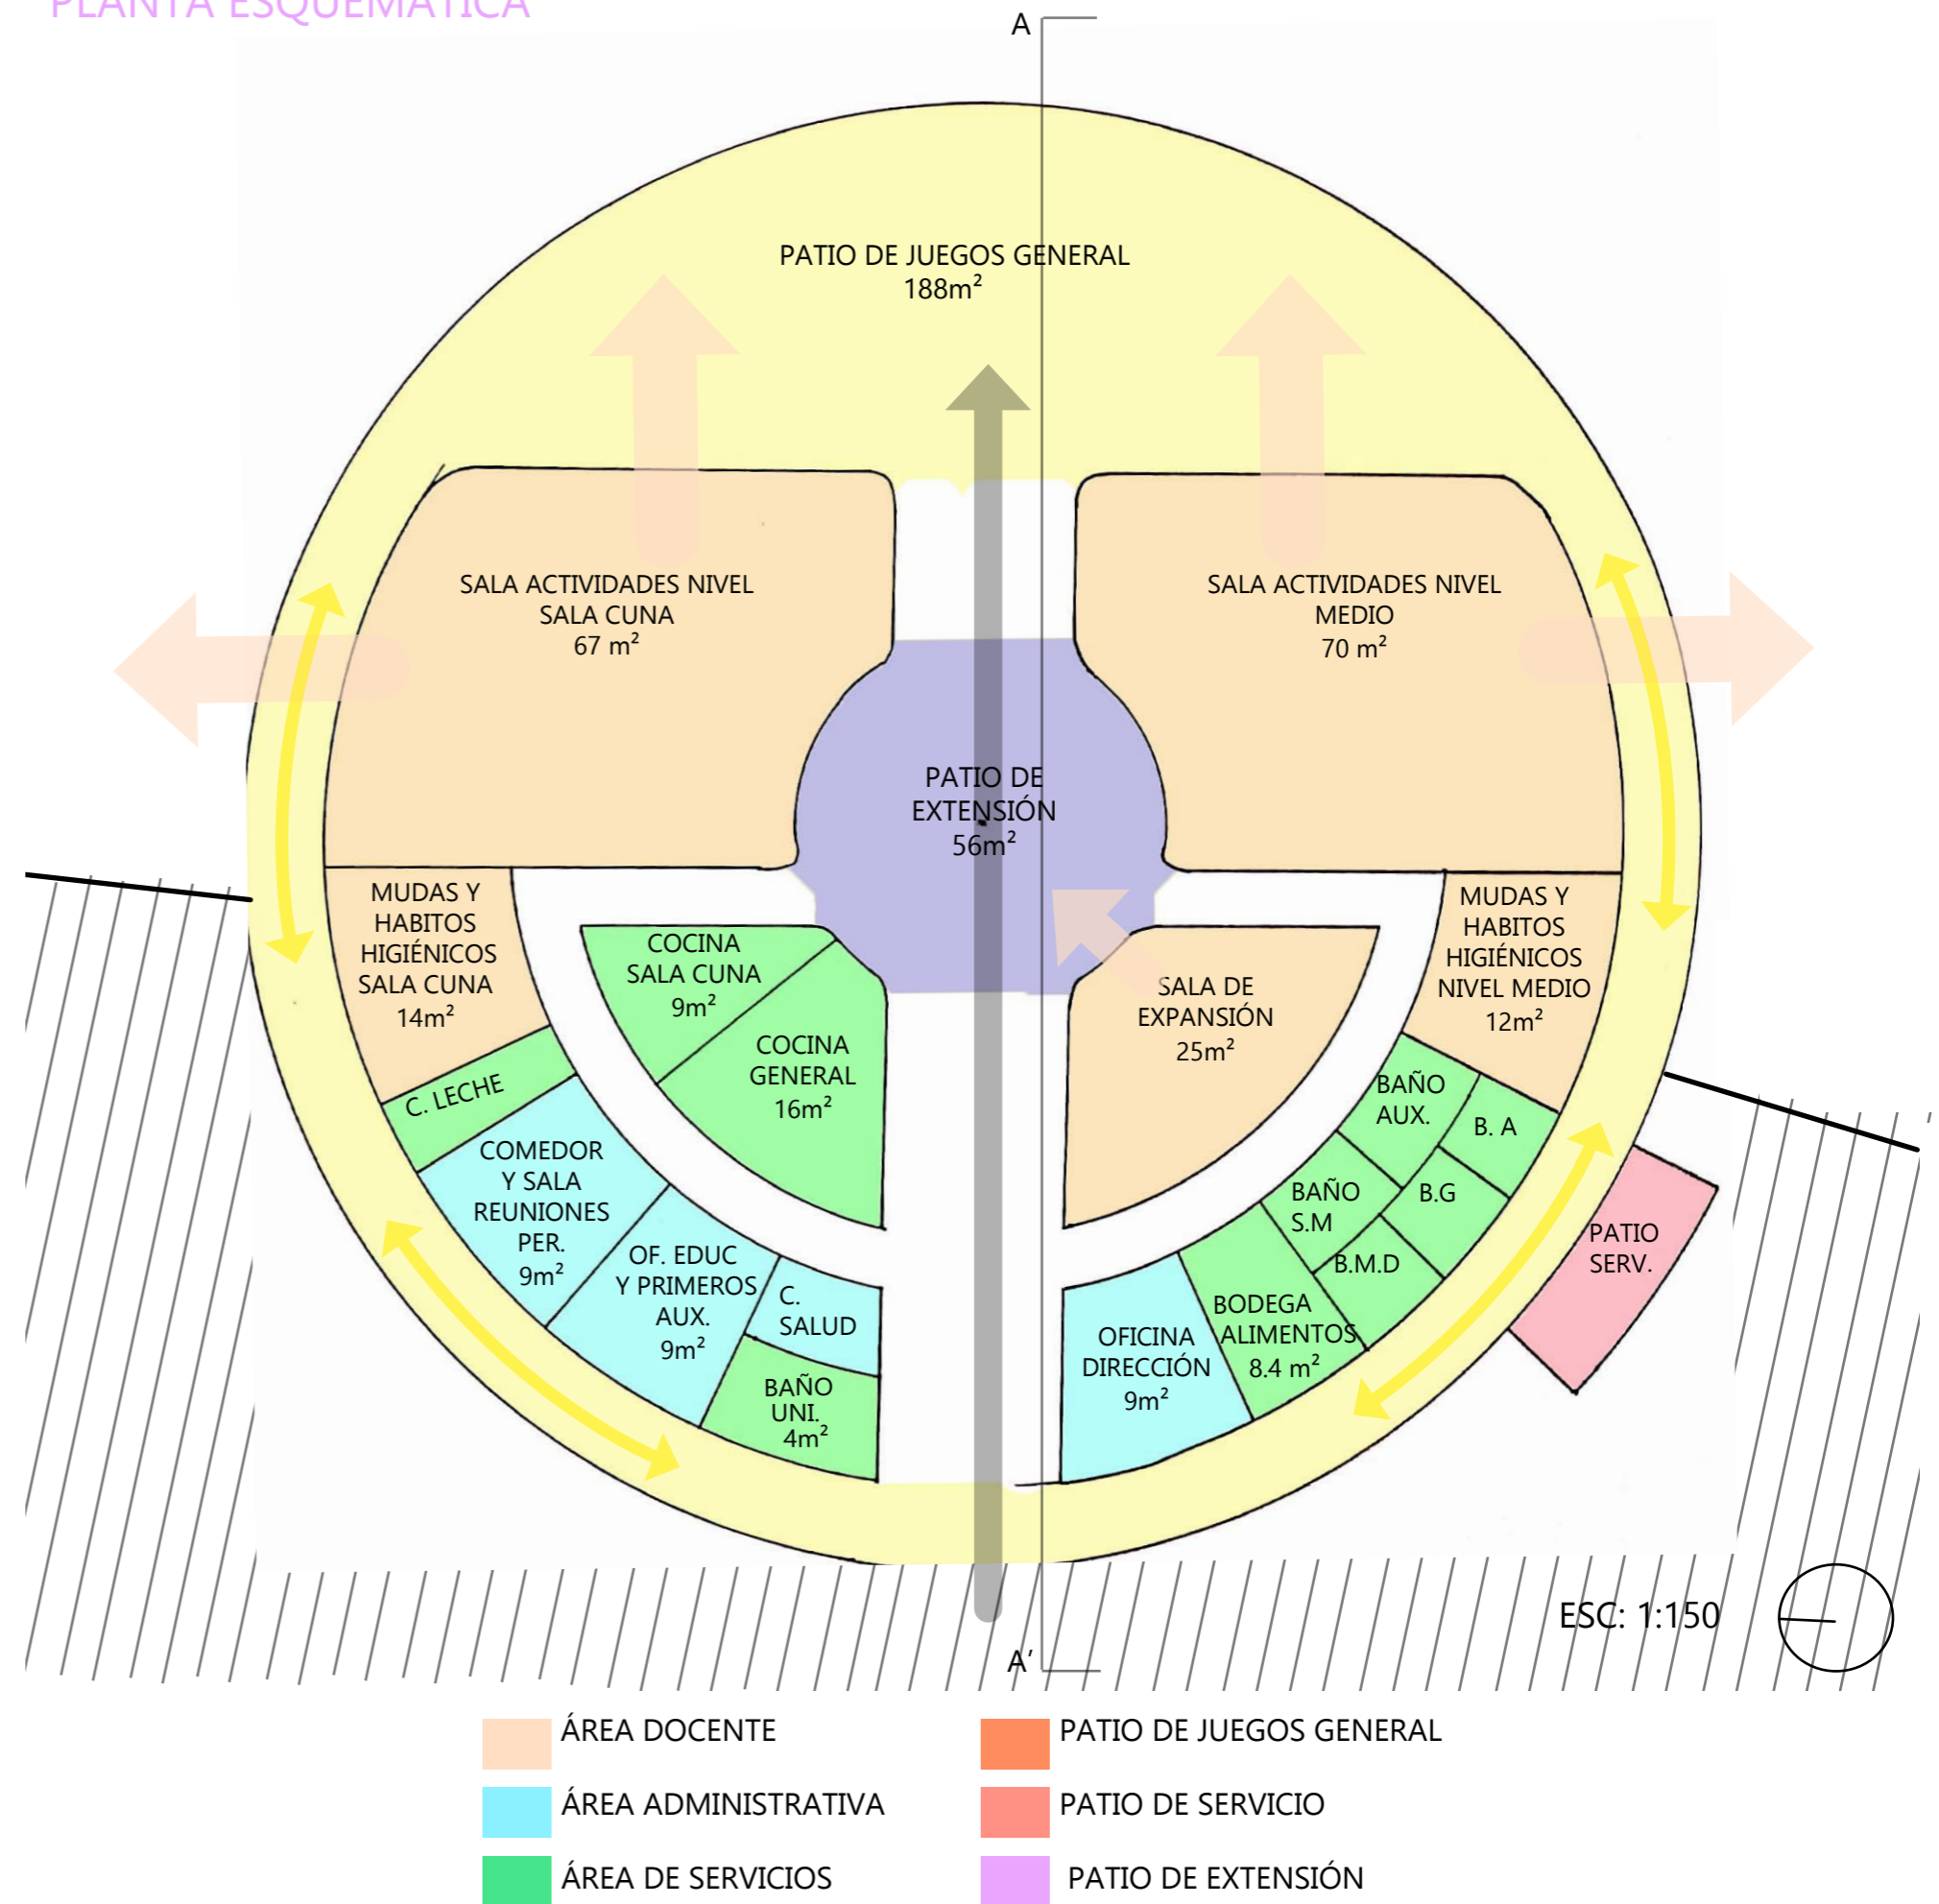 PLANTA ESQUEMATICA
A
PATIO DE JUEGOS GENERAL
188m²
SALA ACTIVIDADES NIVEL
SALA CUNA
67 m²
SALA ACTIVIDADES NIVEL
MEDIO
70 m²
PATIO DE
EXTENSIÓN
56m²
MUDAS Y
HABITOS
HIGIÉNICOS
SALA CUNA
14m²
COCINA
SALA CUNA
9m²
COCINA
GENERAL
16m²
SALA DE
EXPANSIÓN
25m²
MUDAS Y
HABITOS
HIGIÉNICOS
NIVEL MEDIO
12m²
C. LECHE
COMEDOR
Y SALA
REUNIONES
PER.
9m²
OF. EDUC
Y PRIMEROS
AUX.
9m²
C.
SALUD
BAÑO
UNI.
4m²
OFICINA
DIRECCIÓN
9m²
BODEGA
ALIMENTOS
8.4 m²
BAÑO
AUX.
B. A
BAÑO
S.M
B.G
B.M.D
PATIO
SERV.
ESC: 1:150
A'
ÁREA DOCENTE
PATIO DE JUEGOS GENERAL
ÁREA ADMINISTRATIVA
PATIO DE SERVICIO
ÁREA DE SERVICIOS
PATIO DE EXTENSIÓN